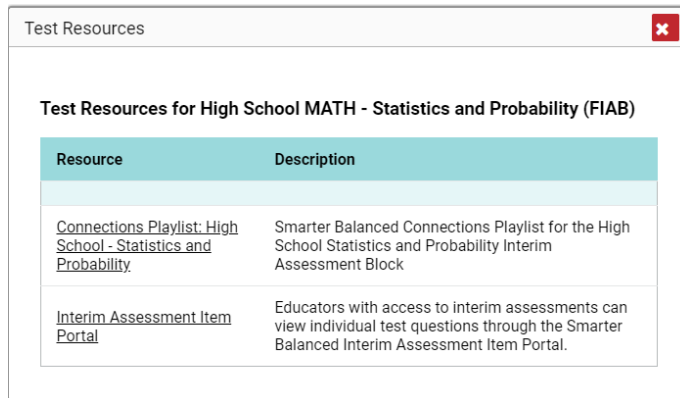 Test Resources
Test Resources for High School MATH - Statistics and Probability (FIAB)
Resource
Description
Connections Playlist: High
School - Statistics and
Probability
Smarter Balanced Connections Playlist for the High
School Statistics and Probability Interim
Assessment Block
Interim Assessment Item
Portal
Educators with access to interim assessments can
view individual test questions through the Smarter
Balanced Interim Assessment Item Portal.